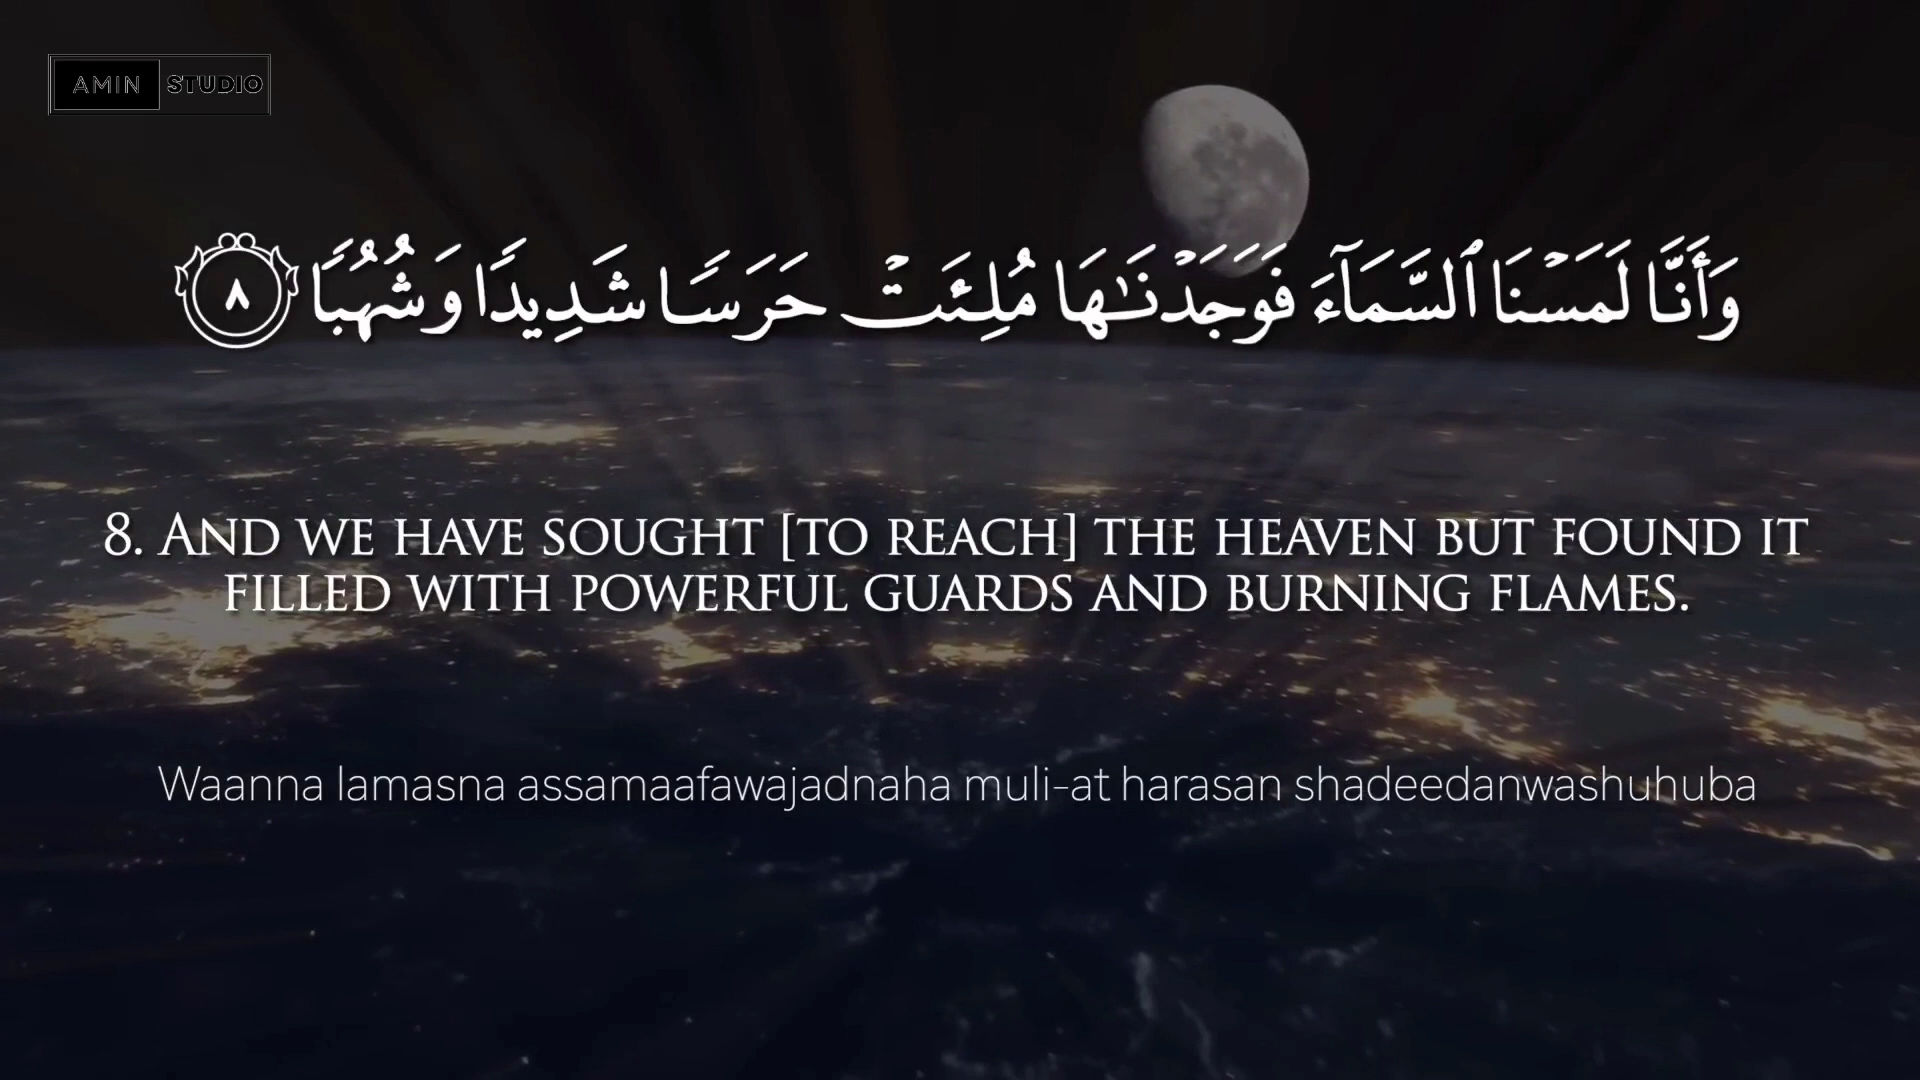 AMIN STUDIO
وَأَنَّا لَمَسْنَا ٱلسَّمَآءَ فَوَجَدْنَـٰهَا مُلِئَتْ حَرَسًا شَدِيدًا وَشُهُبًا ٨
8. And we have sought [to reach] the heaven but found it
filled with powerful guards and burning flames.
Waanna lamasna assamaafawajadnaha muli-at harasan shadeedanwashuhuba